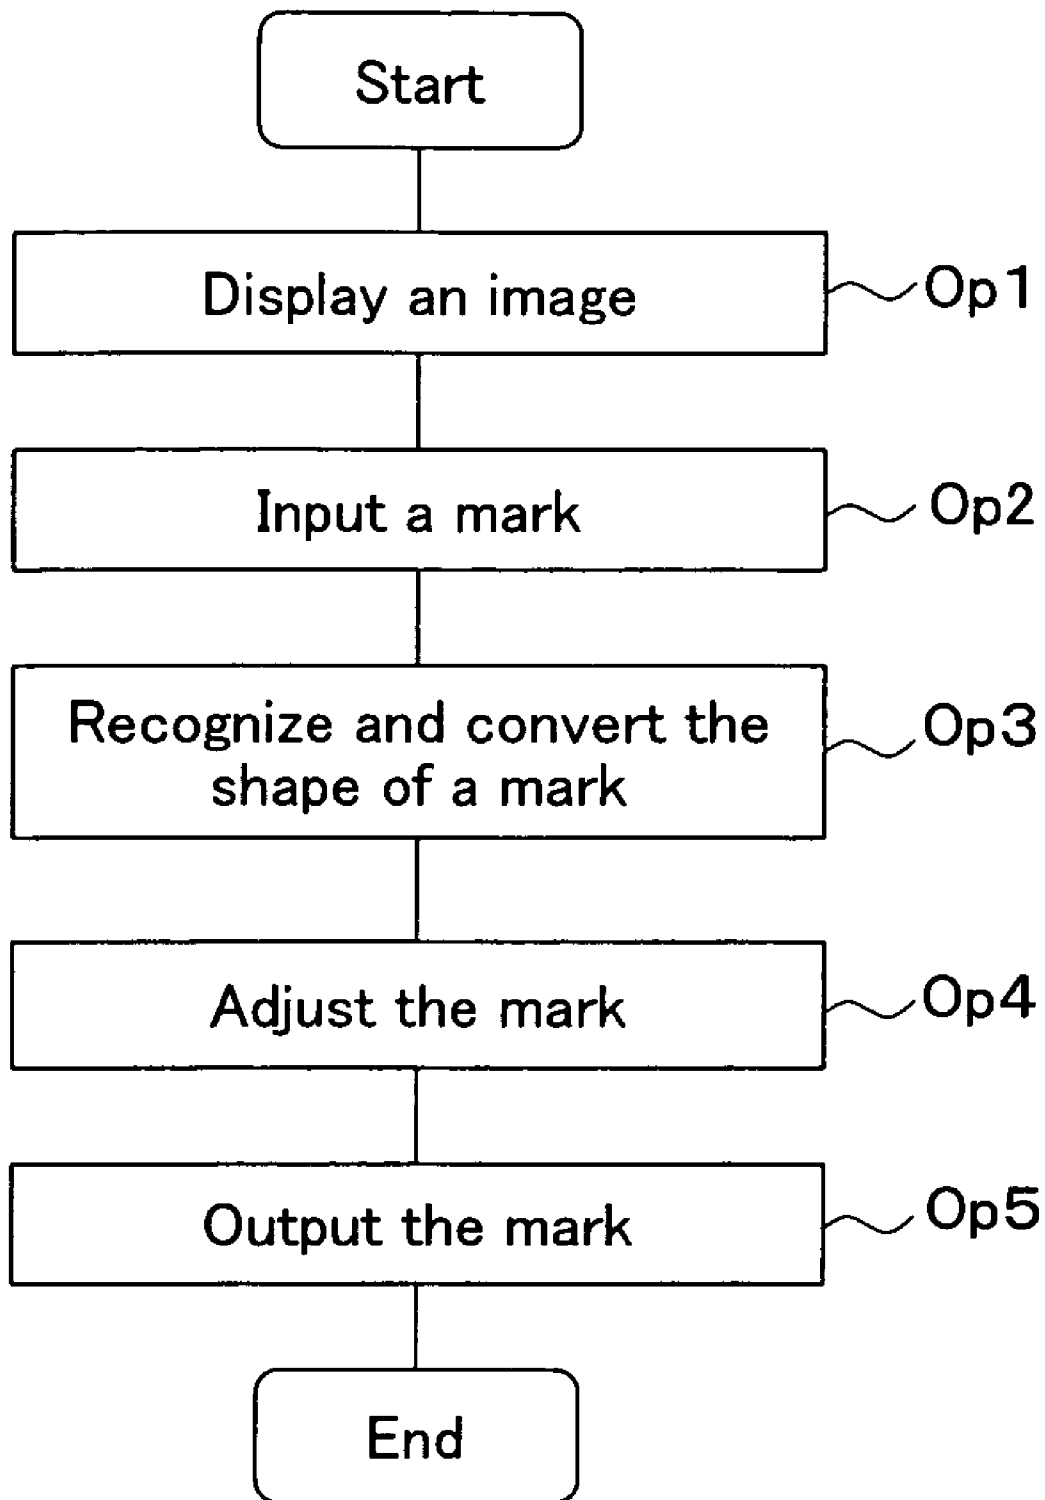 Start
Display an image
Op1
Input a mark
Op2
Recognize and convert the
shape of a mark
Op3
Adjust the mark
Op4
Output the mark
Op5
End